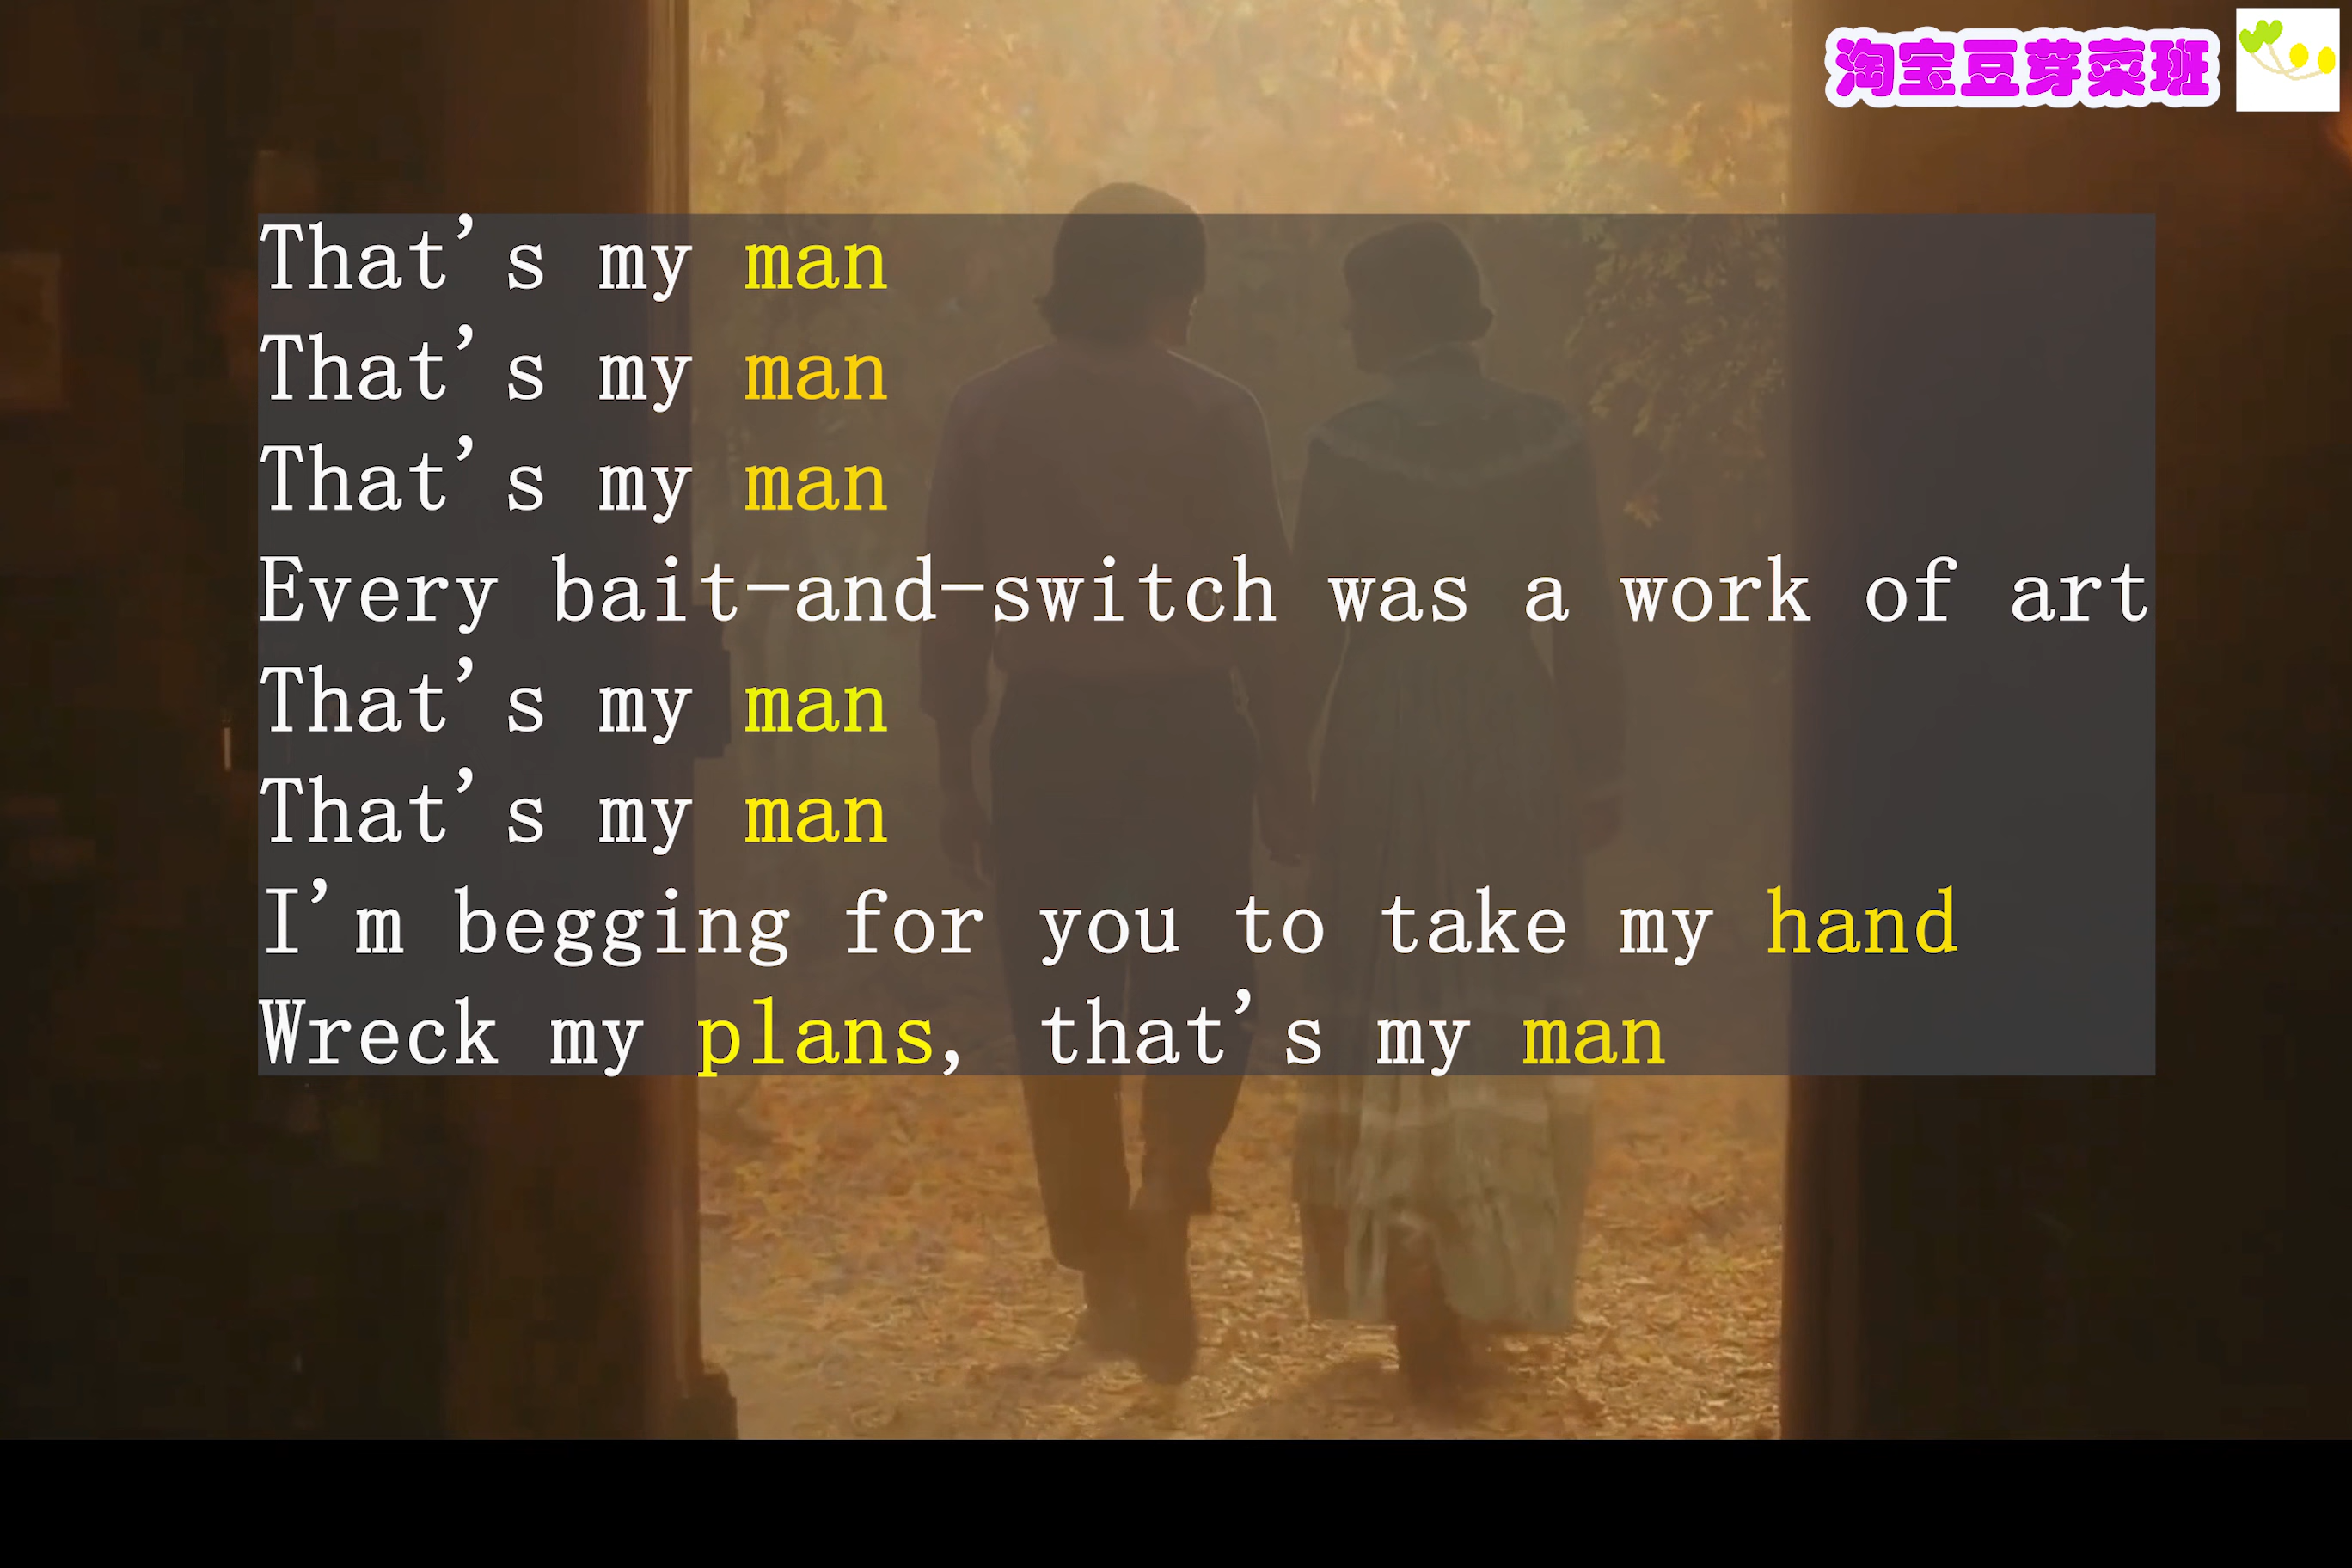 淘宝豆芽菜班
That's my man
That's my man
That's my man
Every bait-and-switch was a work of art
That's my man
That's my man
I'm begging for you to take my hand
Wreck my plans, that's my man